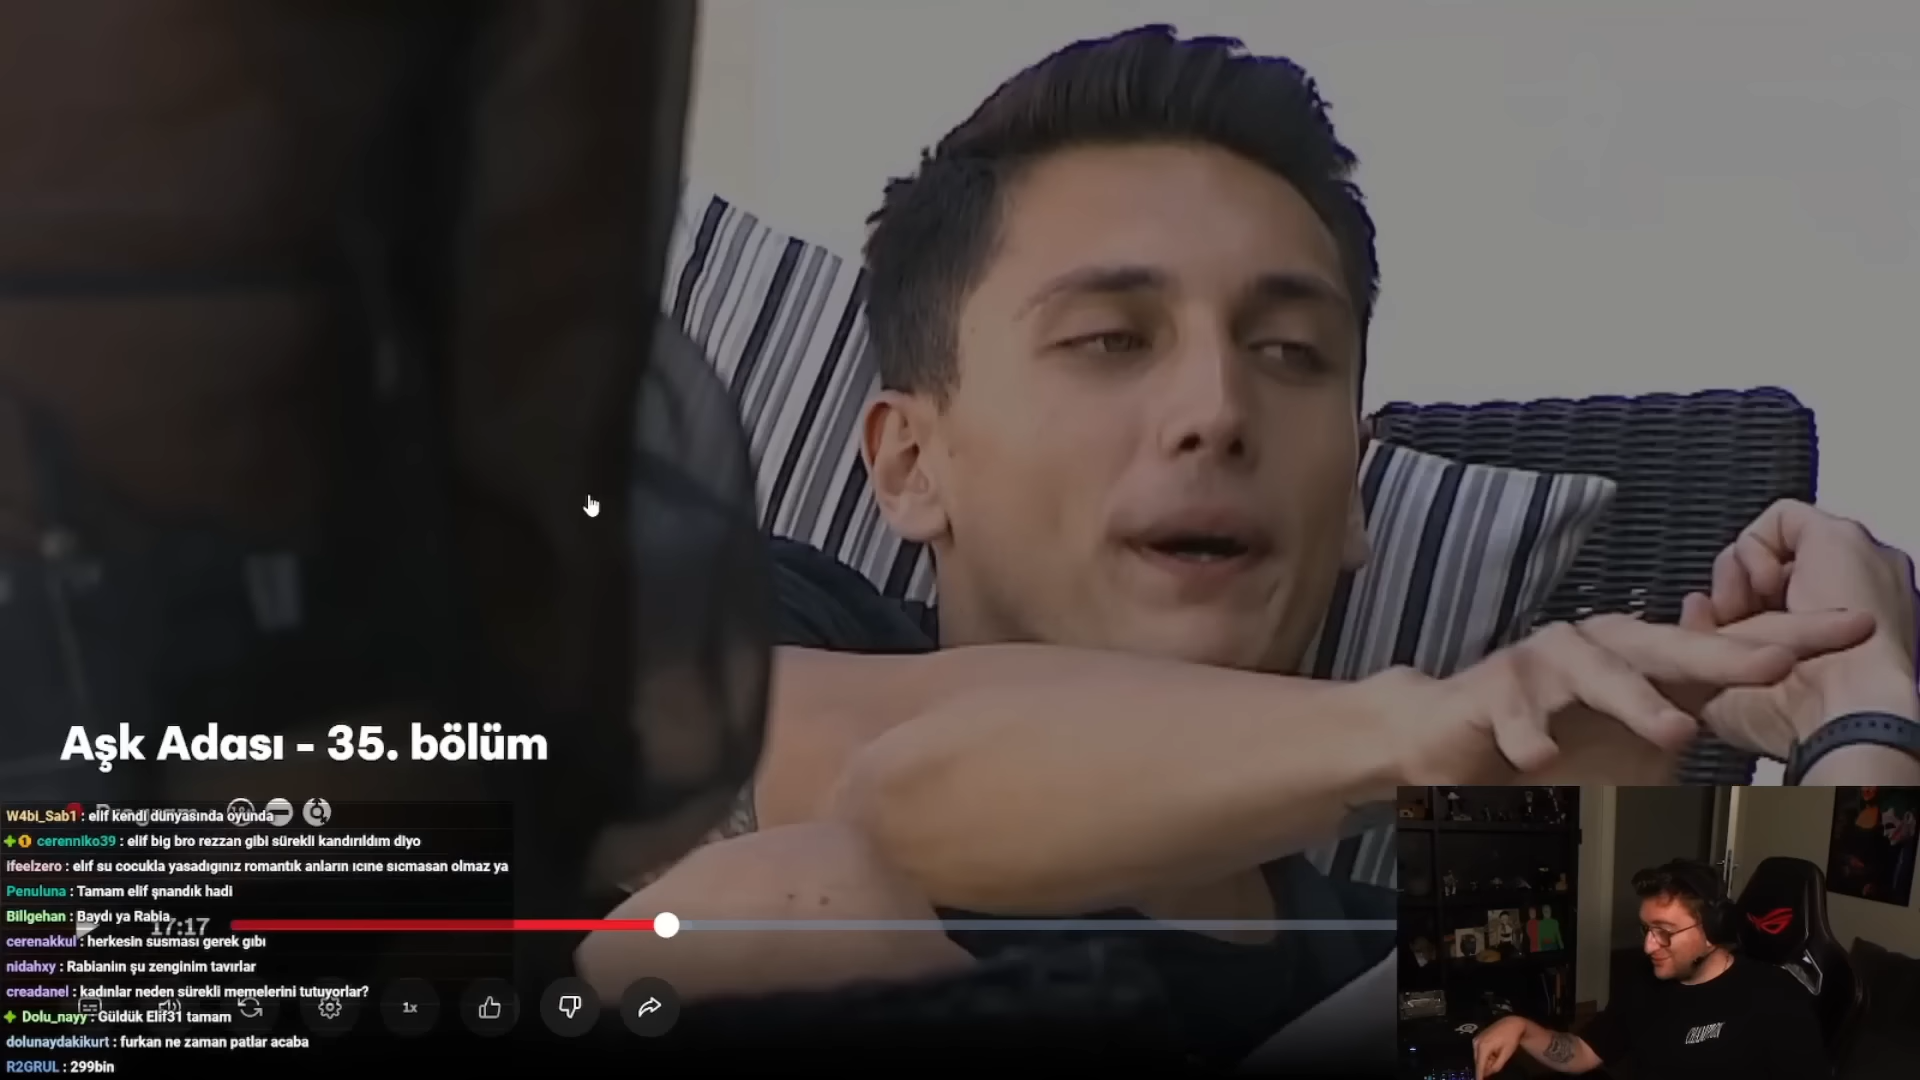 Aşk Adası - 35. bölüm
W4bi_Sab1 : elif kendi dünyasında oyunda
cerenniko39 : elif big bro rezzan gibi sürekli kandırıldım diyo
ifeelzero : elıf su cocukla yasadıgınız romantık anların ıcıne sıcmasan olmaz ya
Penuluna : Tamam elif şnandık hadi
Billgehan : Baydı ya Rabia
17:17
cerenakkul : herkesin susması gerek gıbı
nidahxy : Rabianiın şu zenginim tavırlar
creadanel : kadınlar neden sürekli memelerini tutuyorlar?
1x
Dolu_nayy : Güldük Elif31 tamam
dolunaydakikurt : furkan ne zaman patlar acaba
R2GRUL : 299bin